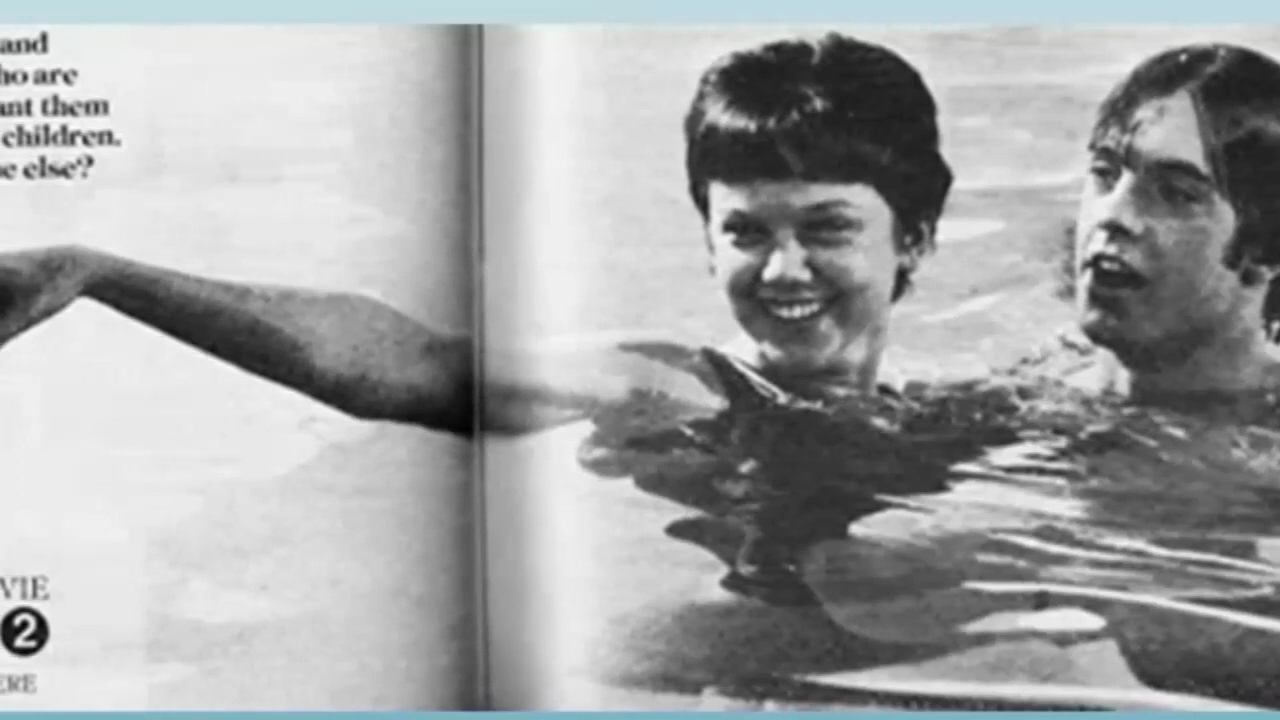 and
ho are
ant them
children.
e else?
VIE
2
ERE